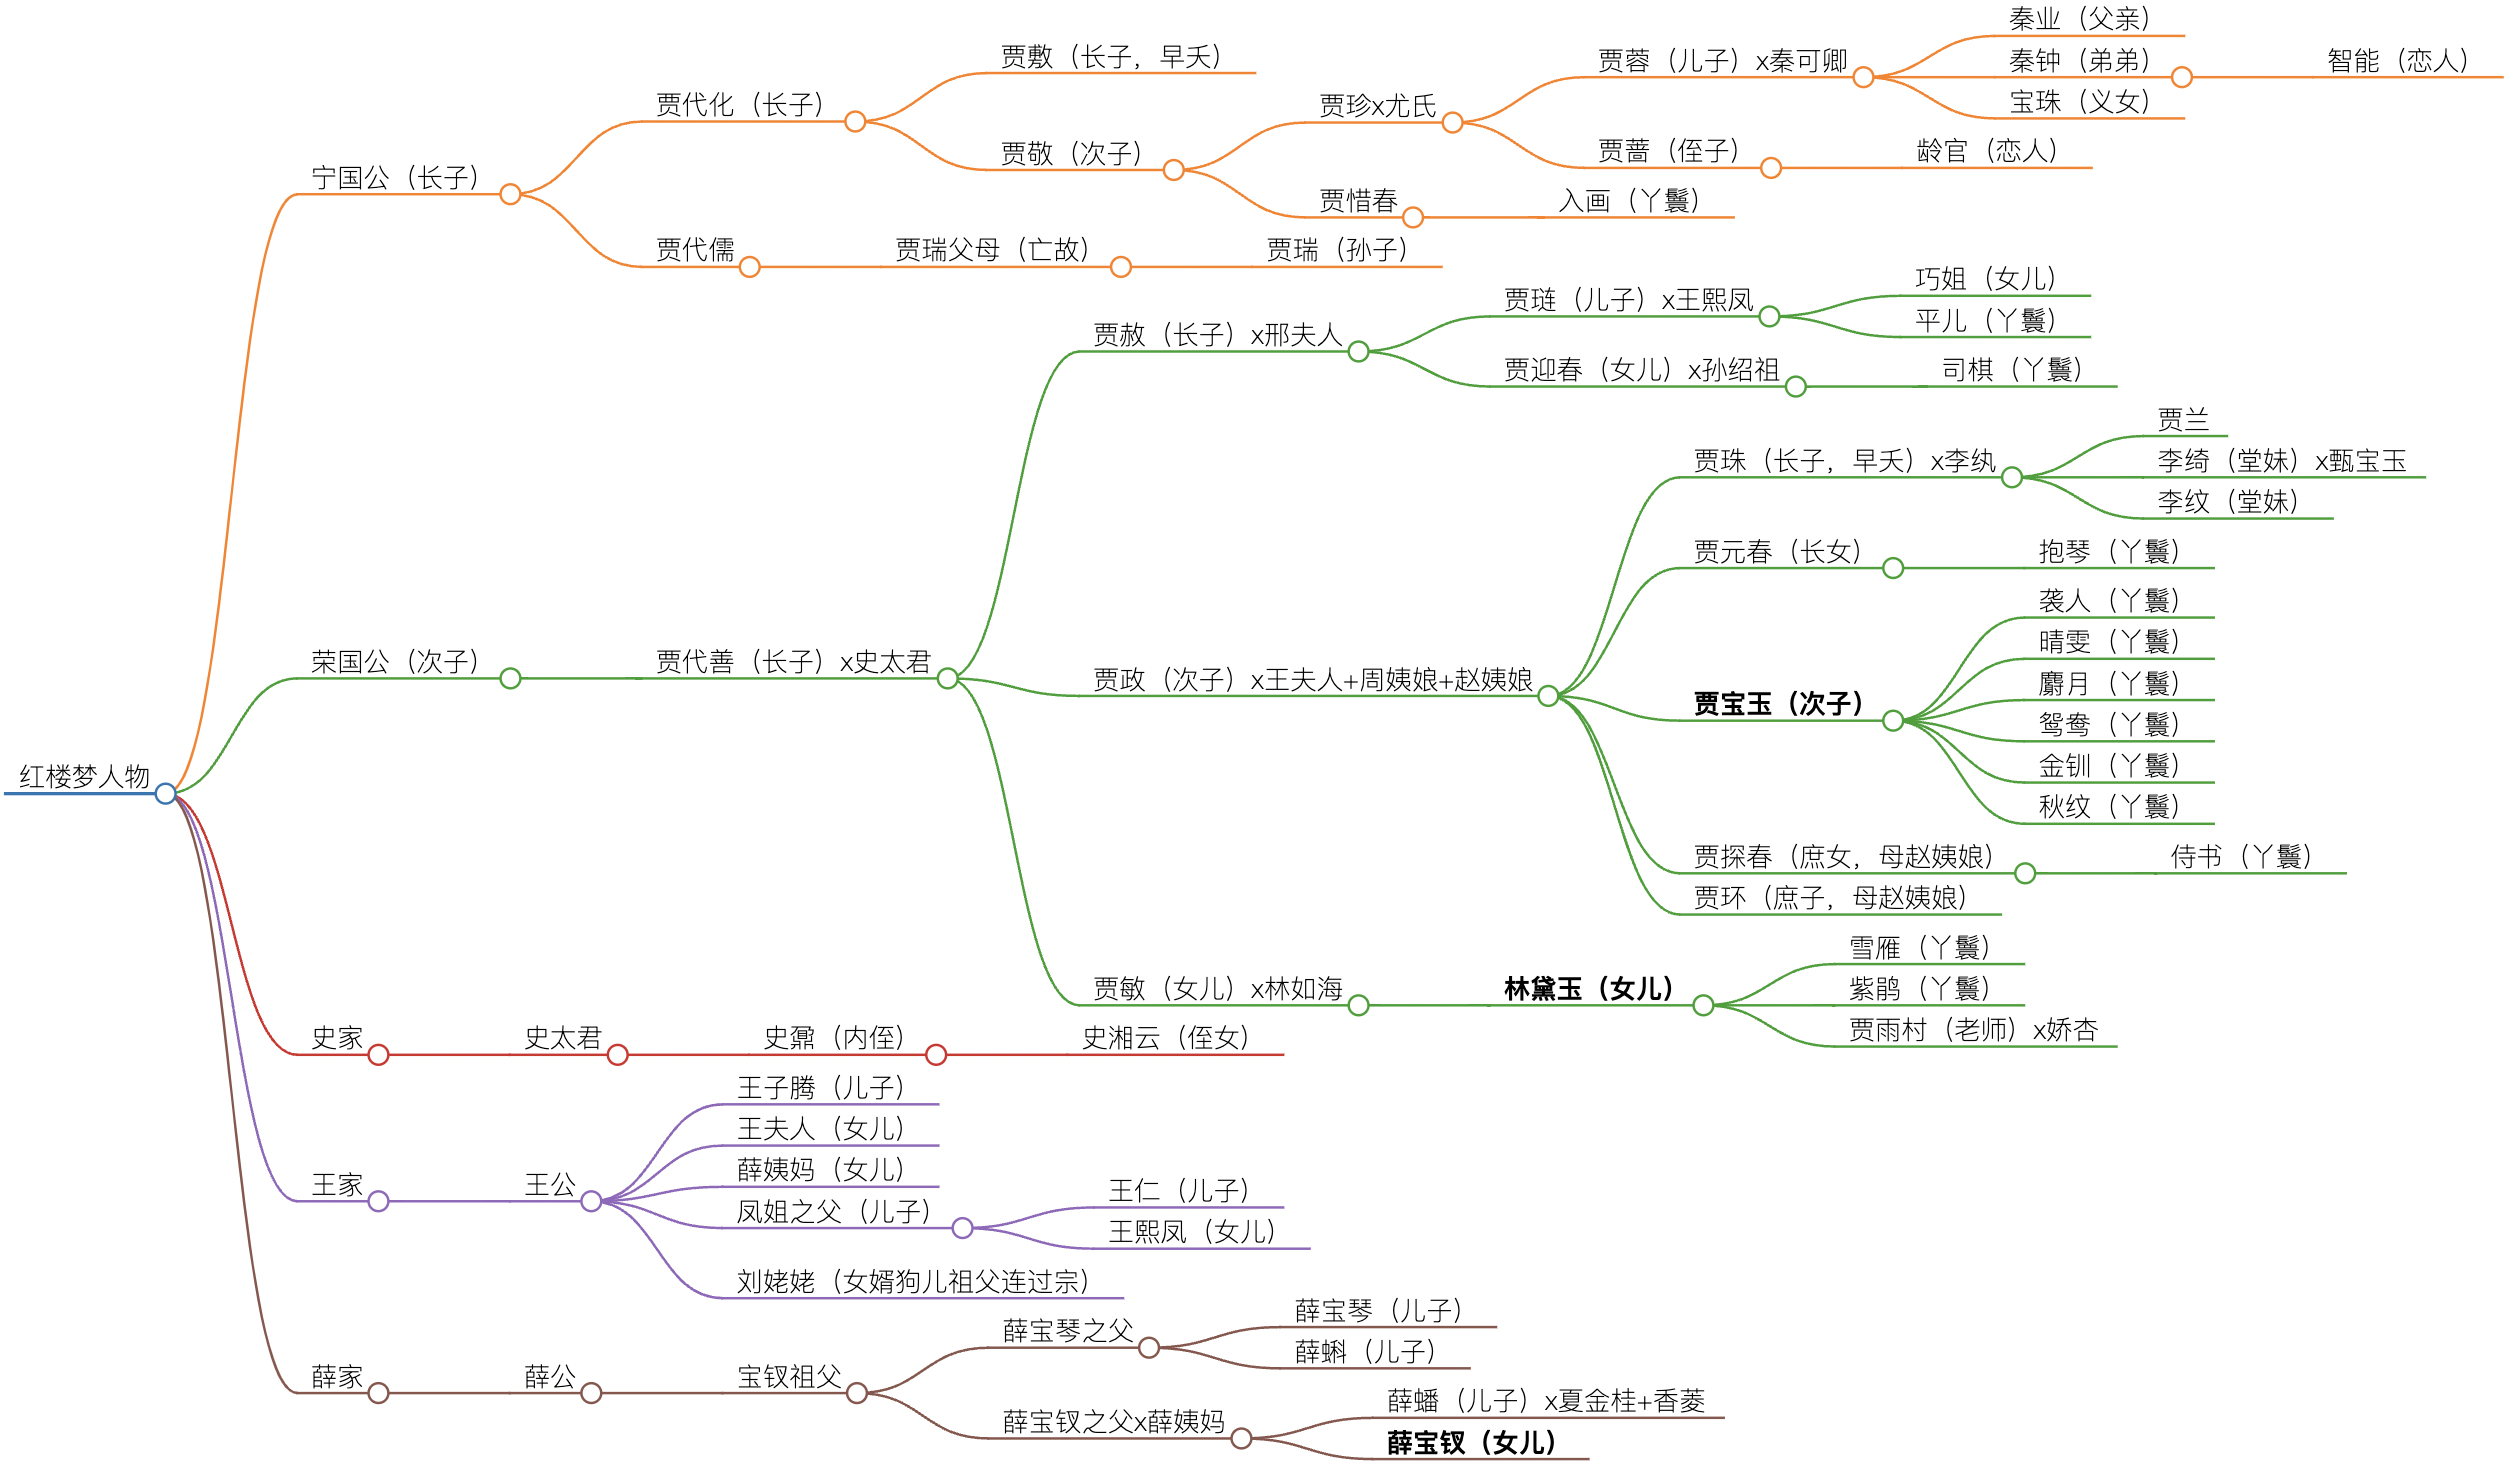 红楼梦人物
宁国公（长子）
贾代化（长子）
贾敷（长子，早夭）
贾敬（次子）
贾珍x尤氏
贾蓉（儿子）x秦可卿
秦业（父亲）
秦钟（弟弟）
智能（恋人）
宝珠（义女）
贾蔷（侄子）
龄官（恋人）
贾惜春
入画（丫鬟）
贾代儒
贾瑞父母（亡故）
贾瑞（孙子）
荣国公（次子）
贾代善（长子）x史太君
贾赦（长子）x邢夫人
贾琏（儿子）x王熙凤
巧姐（女儿）
平儿（丫鬟）
贾迎春（女儿）x孙绍祖
司棋（丫鬟）
贾政（次子）x王夫人+周姨娘+赵姨娘
贾珠（长子，早夭）x李纨
贾兰
李绮（堂妹）x甄宝玉
李纹（堂妹）
贾元春（长女）
抱琴（丫鬟）
贾宝玉（次子）
袭人（丫鬟）
晴雯（丫鬟）
麝月（丫鬟）
鸳鸯（丫鬟）
金钏（丫鬟）
秋纹（丫鬟）
贾探春（庶女，母赵姨娘）
侍书（丫鬟）
贾环（庶子，母赵姨娘）
贾敏（女儿）x林如海
林黛玉（女儿）
雪雁（丫鬟）
紫鹃（丫鬟）
贾雨村（老师）x娇杏
史家
史太君
史鼐（内侄）
史湘云（侄女）
王家
王公
王子腾（儿子）
王夫人（女儿）
薛姨妈（女儿）
凤姐之父（儿子）
王仁（儿子）
王熙凤（女儿）
刘姥姥（女婿狗儿祖父连过宗）
薛家
薛公
宝钗祖父
薛宝琴之父
薛宝琴（儿子）
薛蝌（儿子）
薛宝钗之父x薛姨妈
薛蟠（儿子）x夏金桂+香菱
薛宝钗（女儿）